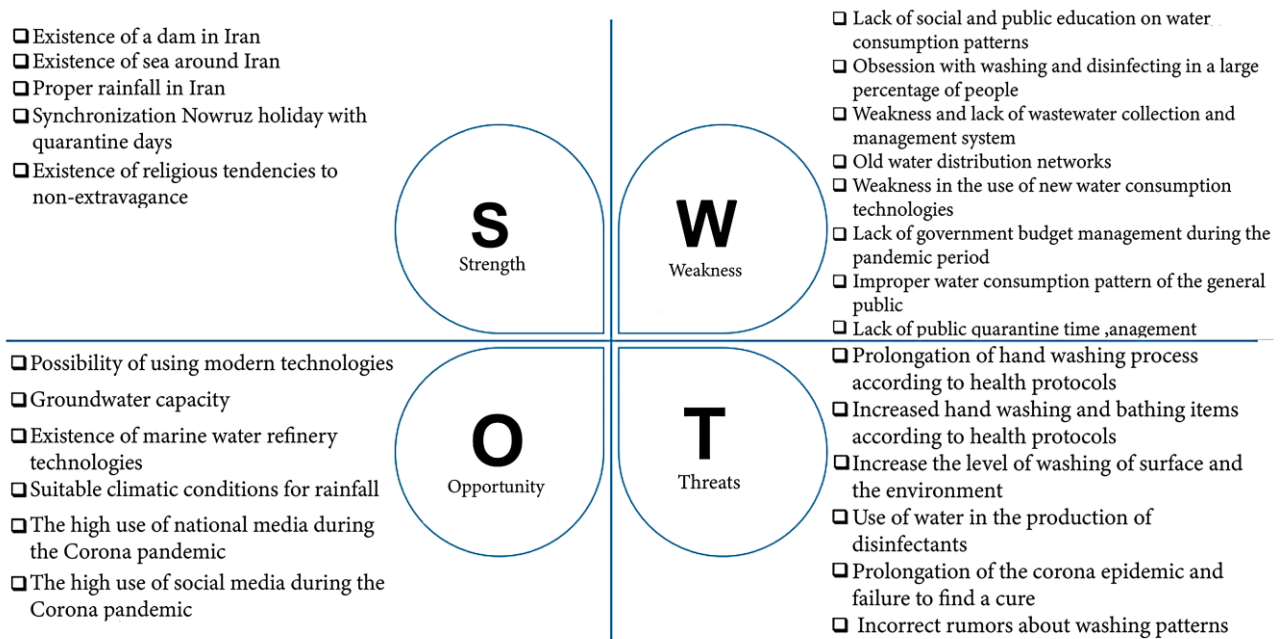 ❑ Existence of a dam in Iran
❑ Existence of sea around Iran
❑ Proper rainfall in Iran
❑ Synchronization Nowruz holiday with
quarantine days
❑ Existence of religious tendencies to
non-extravagance
S
Strength
❑ Lack of social and public education on water
consumption patterns
❑ Obsession with washing and disinfecting in a large
percentage of people
❑ Weakness and lack of wastewater collection and
management system
❑ Old water distribution networks
❑ Weakness in the use of new water consumption
technologies
❑ Lack of government budget management during the
pandemic period
❑ Improper water consumption pattern of the general
public
❑ Lack of public quarantine time ,anagement
W
Weakness
❑ Possibility of using modern technologies
❑ Groundwater capacity
❑ Existence of marine water refinery
technologies
❑ Suitable climatic conditions for rainfall
❑ The high use of national media during
the Corona pandemic
❑ The high use of social media during the
Corona pandemic
O
Opportunity
❑ Prolongation of hand washing process
according to health protocols
❑ Increased hand washing and bathing items
according to health protocols
❑ Increase the level of washing of surface and
the environment
❑ Use of water in the production of
disinfectants
❑ Prolongation of the corona epidemic and
failure to find a cure
❑ Incorrect rumors about washing patterns
T
Threats